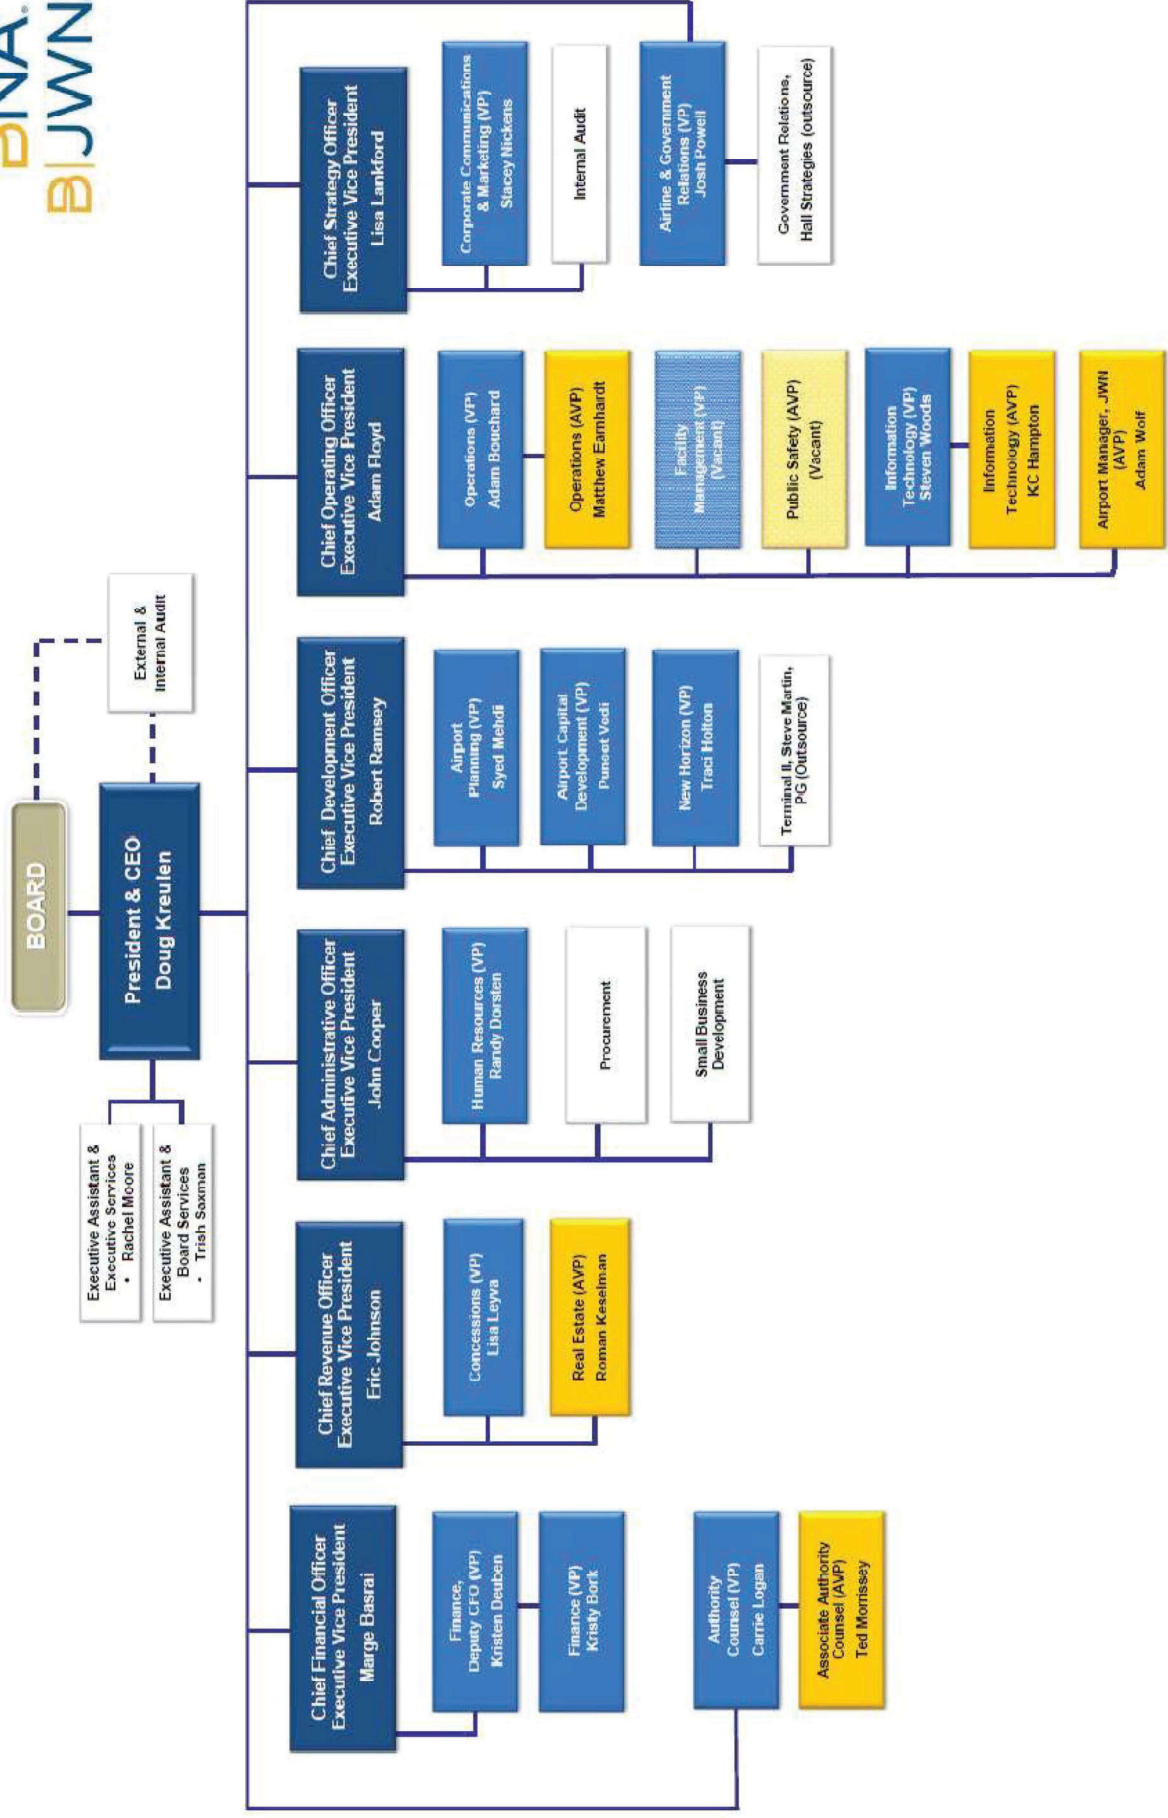 BNA.
B|JWN
BOARD
President & CEO
Doug Kreulen
External &
Internal Audit
Executive Assistant &
Executive Services
• Rachel Moore
Executive Assistant &
Board Services
• Trish Saxman
Chief Financial Officer
Executive Vice President
Marge Basrai
Finance,
Deputy CFO (VP)
Kristen Deuben
Finance (VP)
Kristy Bork
Authority
Counsel (VP)
Carrie Logan
Associate Authority
Counsel (AVP)
Ted Morrissey
Chief Revenue Officer
Executive Vice President
Eric Johnson
Concessions (VP)
Lisa Leyva
Real Estate (AVP)
Roman Keselman
Chief Administrative Officer
Executive Vice President
John Cooper
Human Resources (VP)
Randy Dorsten
Procurement
Small Business
Development
Chief Development Officer
Executive Vice President
Robert Ramsey
Airport
Planning (VP)
Syed Mehdi
Airport Capital
Development (VP)
Puneet Vedi
New Horizon (VP)
Traci Holton
Terminal II, Steve Martin,
PG (Outsource)
Chief Operating Officer
Executive Vice President
Adam Floyd
Operations (VP)
Adam Bouchard
Operations (AVP)
Matthew Earnhardt
Facility
Management (VP)
(Vacant)
Public Safety (AVP)
(Vacant)
Information
Technology (VP)
Steven Woods
Information
Technology (AVP)
KC Hampton
Airport Manager, JWN
(AVP)
Adam Wolf
Chief Strategy Officer
Executive Vice President
Lisa Lankford
Corporate Communications
& Marketing (VP)
Stacey Nickens
Internal Audit
Airline & Government
Relations (VP)
Josh Powell
Government Relations,
Hall Strategies (outsource)